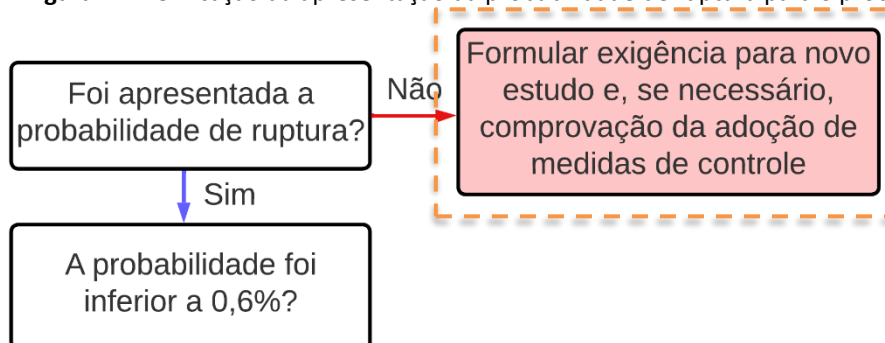 Foi apresentada a
probabilidade de ruptura?
Não
Formular exigência para novo
estudo e, se necessário,
comprovação da adoção de
medidas de controle
Sim
A probabilidade foi
inferior a 0,6%?